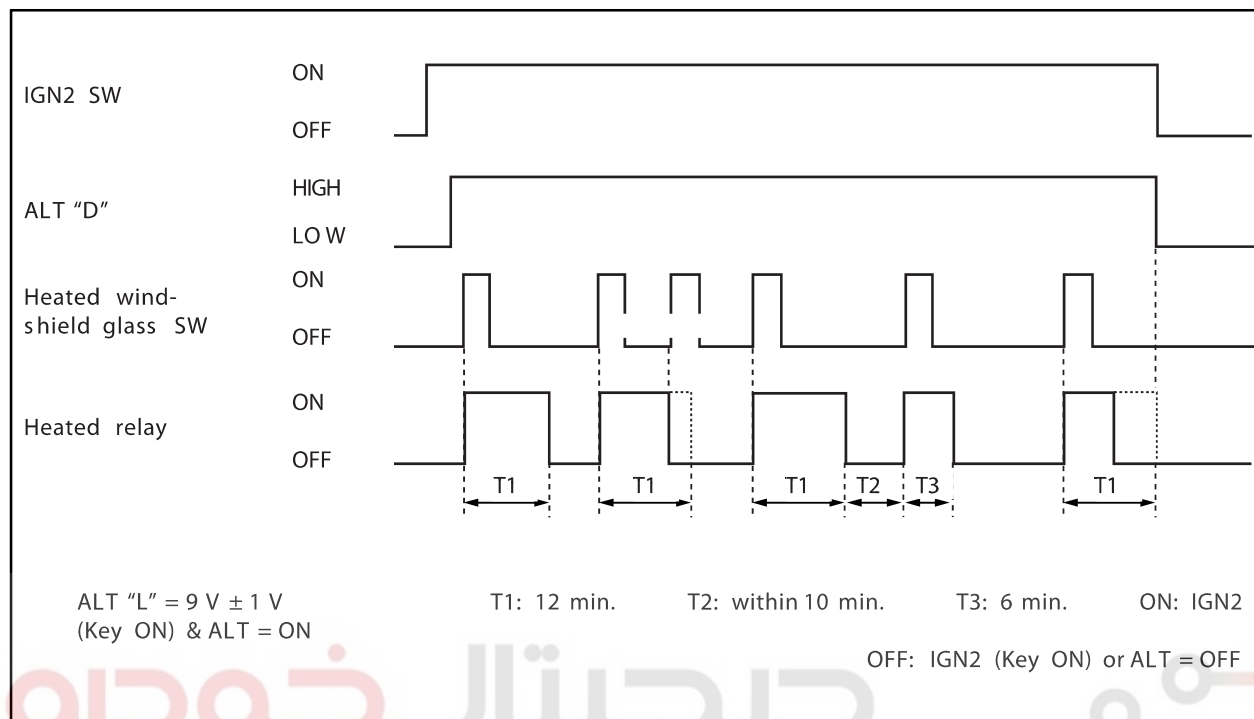 IGN2 SW
ON
OFF
ALT “D”
HIGH
LO W
Heated wind-
shield glass SW
ON
OFF
Heated relay
ON
OFF
T1
T1
T1
T2
T3
T1
ALT “L” = 9 V ± 1 V
(Key ON) & ALT = ON
T1: 12 min.
T2: within 10 min.
T3: 6 min.
ON: IGN2
OFF: IGN2 (Key ON) or ALT = OFF
دیجیتال خودرو